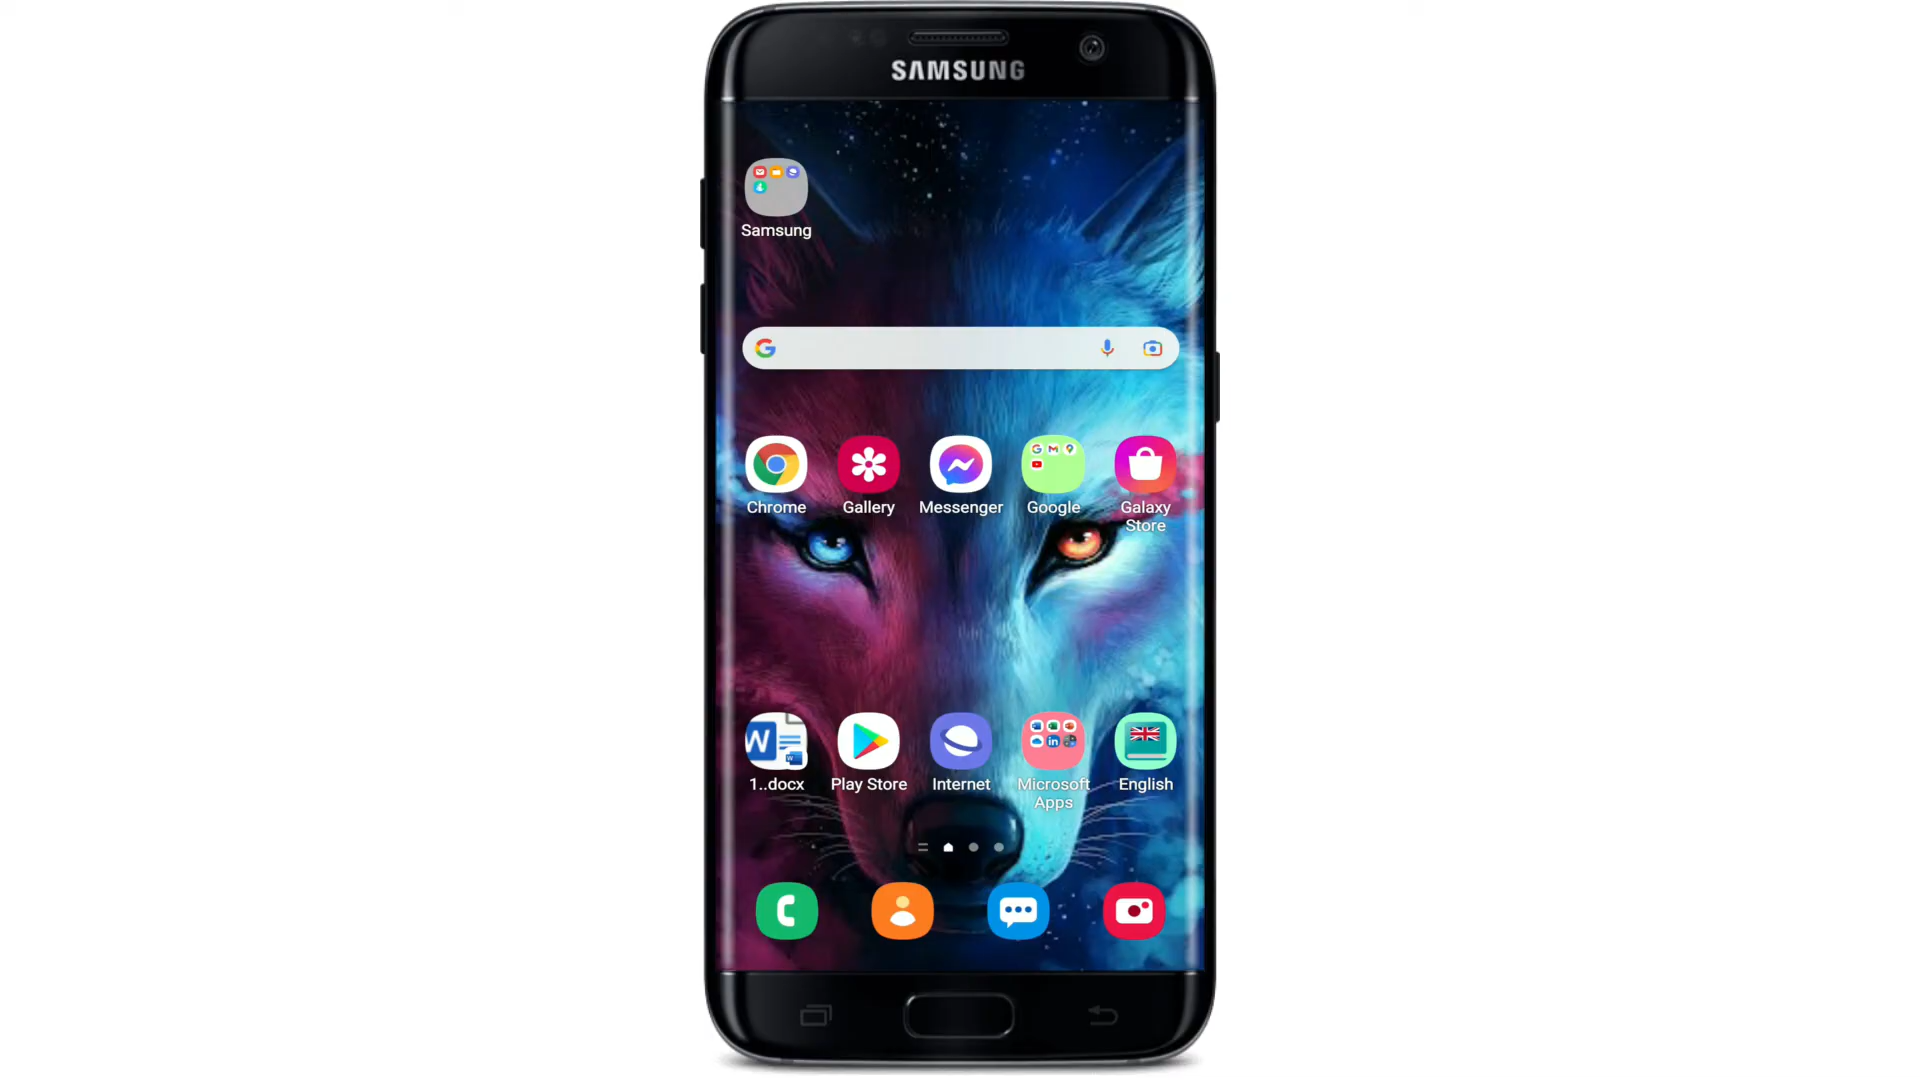 SAMSUNG
Samsung
Chrome
Gallery
Messenger
Google
Galaxy
Store
1..docx
Play Store
Internet
Microsoft
Apps
English